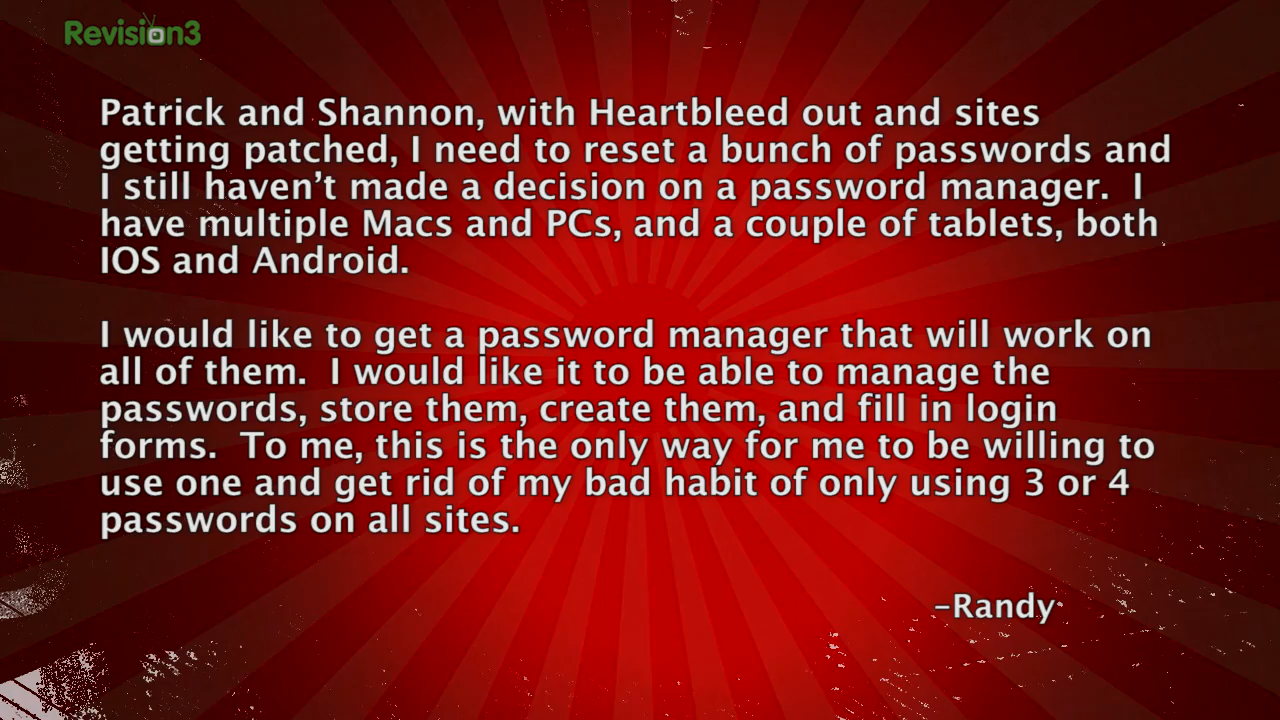 Revision3
Patrick and Shannon, with Heartbleed out and sites
getting patched, I need to reset a bunch of passwords and
I still haven’t made a decision on a password manager.  I
have multiple Macs and PCs, and a couple of tablets, both
IOS and Android.
I would like to get a password manager that will work on
all of them.  I would like it to be able to manage the
passwords, store them, create them, and fill in login
forms.  To me, this is the only way for me to be willing to
use one and get rid of my bad habit of only using 3 or 4
passwords on all sites.
–Randy